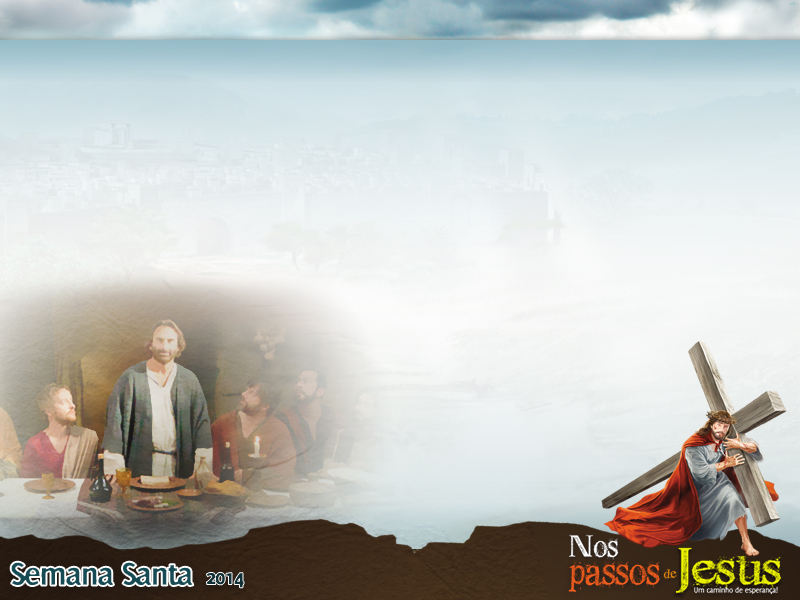 Semana Santa 2014
Nos
passos de Jesus
Um caminho de esperança!